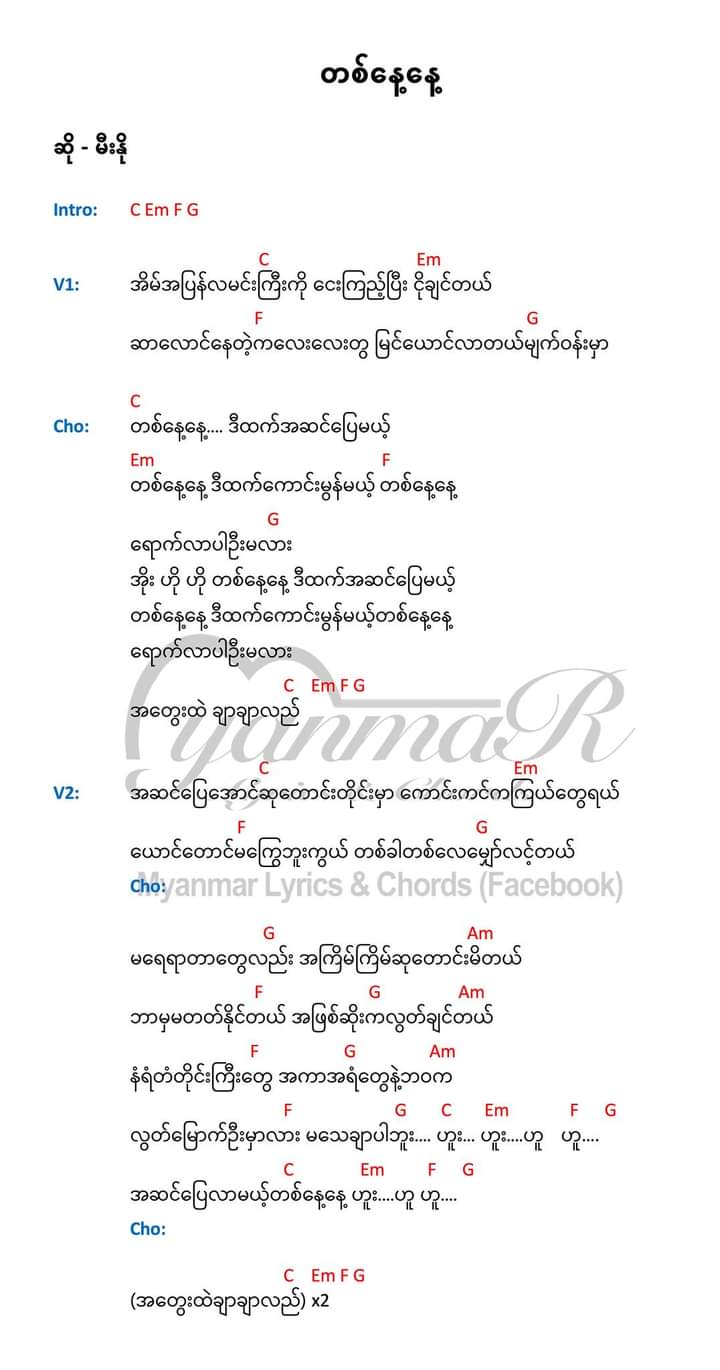 တစ်နေ့နေ့
ဆို - မီးနို
Intro: C Em F G
C Em
V1: အိမ်အပြန်လမင်းကြီးကို ငေးကြည့်ပြီး ငိုချင်တယ်
F G
ဆာလောင်နေတဲ့ကလေးလေးတွ မြင်ယောင်လာတယ်မျက်ဝန်းမှာ
C
Cho: တစ်နေ့နေ့.... ဒီထက်အဆင်ပြေမယ့်
Em F
တစ်နေ့နေ့ ဒီထက်ကောင်းမွန်မယ့် တစ်နေ့နေ့
G
ရောက်လာပါဦးမလား
အိုး ဟို ဟို တစ်နေ့နေ့ ဒီထက်အဆင်ပြေမယ့်
တစ်နေ့နေ့ ဒီထက်ကောင်းမွန်မယ့်တစ်နေ့နေ့
ရောက်လာပါဦးမလား
C Em F G
အတွေးထဲ ချာချာလည်
C Em
V2: အဆင်ပြေအောင်ဆုတောင်းတိုင်းမှာ ကောင်းကင်ကကြယ်တွေရယ်
F G
ယောင်တောင်မကြွေဘူးကွယ် တစ်ခါတစ်လေမျှော်လင့်တယ်
Cho:
Myanmar Lyrics & Chords (Facebook)
G Am
မရေရာတာတွေလည်း အကြိမ်ကြိမ်ဆုတောင်းမိတယ်
F G Am
ဘာမှမတတ်နိုင်တယ် အဖြစ်ဆိုးကလွတ်ချင်တယ်
F G Am
နံရံတံတိုင်းကြီးတွေ အကာအရံတွေနဲ့ဘဝက
F G C Em F G
လွတ်မြောက်ဦးမှာလား မသေချာပါဘူး.... ဟူး... ဟူး....ဟူ ဟူ....
C Em F G
အဆင်ပြေလာမယ့်တစ်နေ့နေ့ ဟူး....ဟူ ဟူ....
Cho:
C Em F G
(အတွေးထဲချာချာလည်) x2